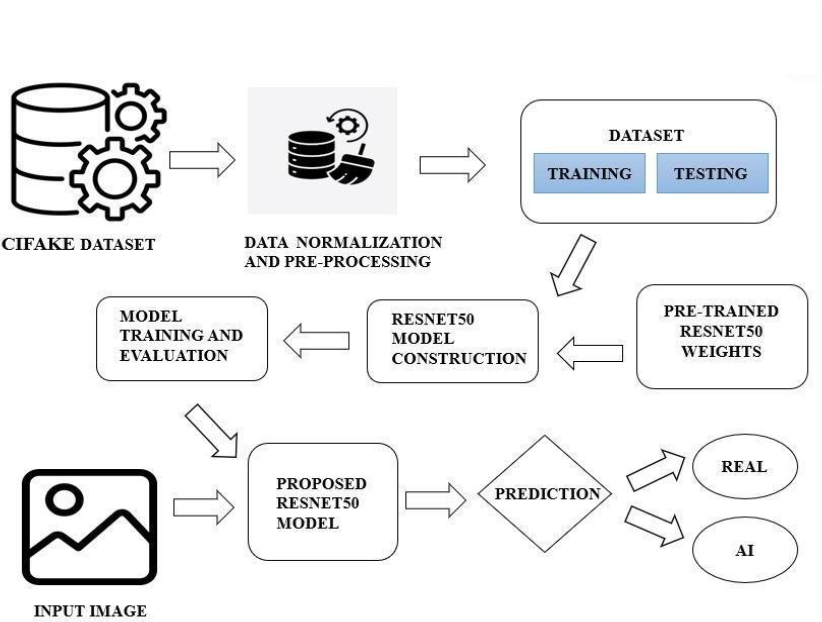 DATASET
TRAINING
TESTING
CIFAKE DATASET
DATA NORMALIZATION
AND PRE-PROCESSING
MODEL
TRAINING AND
EVALUATION
RESNET50
MODEL
CONSTRUCTION
PRE-TRAINED
RESNET50
WEIGHTS
PROPOSED
RESNET50
MODEL
PREDICTION
REAL
AI
INPUT IMAGE